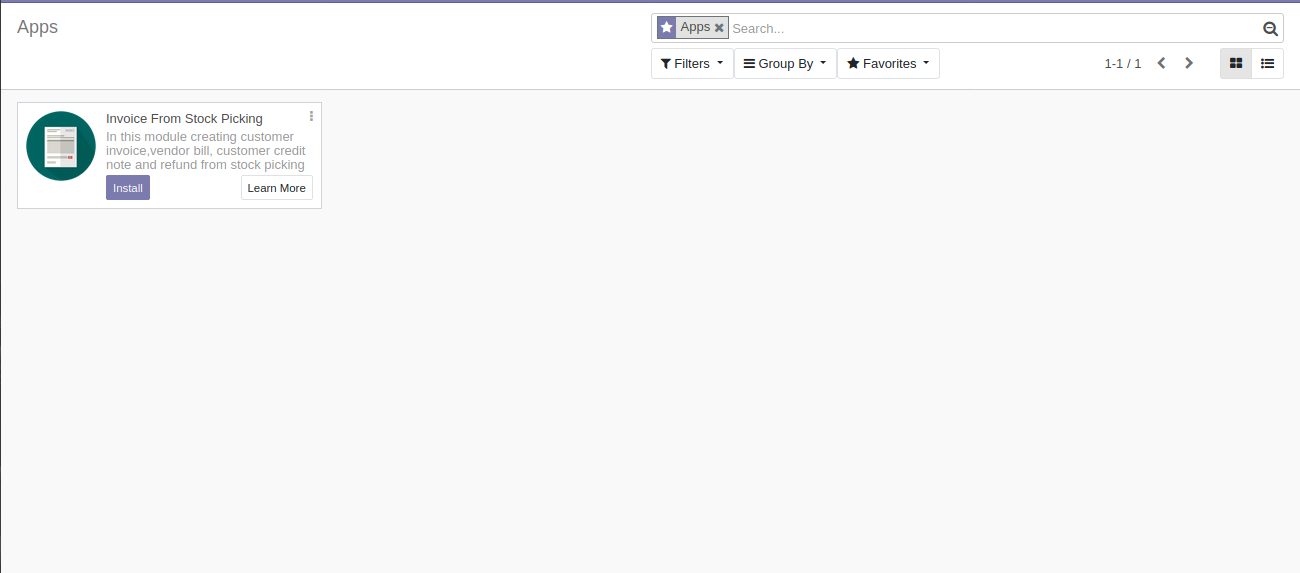 Apps
Apps
Search...
Filters
Group By
Favorites
1-1 / 1
Invoice From Stock Picking
In this module creating customer
invoice,vendor bill, customer credit
note and refund from stock picking
Install
Learn More